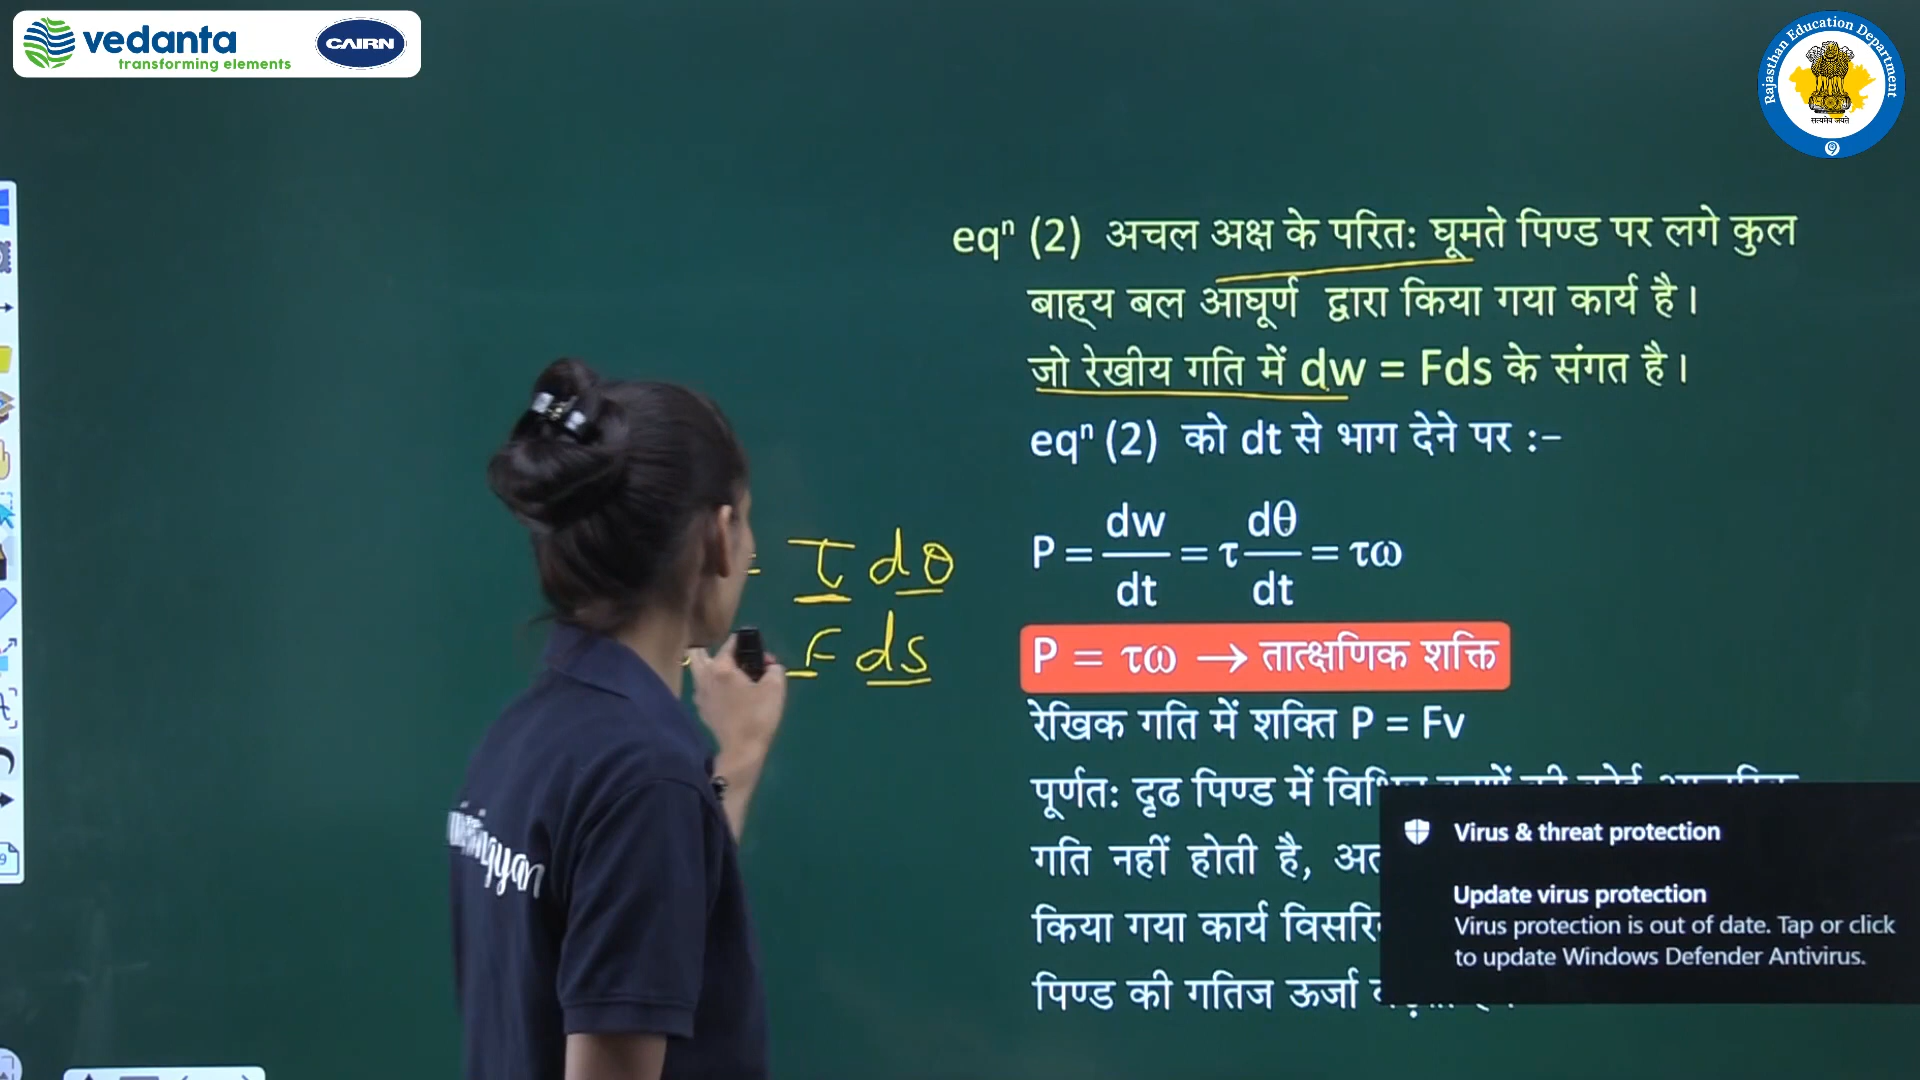 vedanta
transforming elements
CAIRN
Rajasthan Education Department
सत्यमेव जयते
eqⁿ (2) अचल अक्ष के परित: घूमते पिण्ड पर लगे कुल
बाह्य बल आघूर्ण द्वारा किया गया कार्य है ।
जो रेखीय गति में dw = Fds के संगत है ।
eqⁿ (2) को dt से भाग देने पर :–
P = dw/dt = τ dθ/dt = τω
P = τω → तात्क्षणिक शक्ति
रेखिक गति में शक्ति P = Fv
पूर्णत: दृढ पिण्ड में
गति नहीं होती है,
किया गया कार्य
पिण्ड की गतिज ऊर्जा
= τ dθ
F ds
Virus & threat protection
Update virus protection
Virus protection is out of date. Tap or click
to update Windows Defender Antivirus.